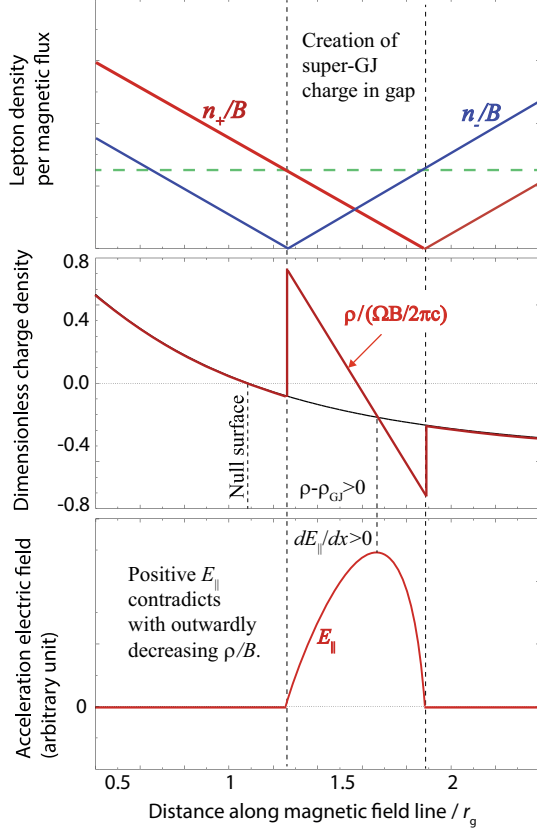 Creation of
super-GJ
charge in gap
n₊/B
n₋/B
Lepton density
per magnetic flux
0.8
0.4
0.0
-0.4
-0.8
Dimensionless charge density
ρ/(ΩB/2πc)
Null surface
ρ-ρGJ>0
dE∥/dx>0
Positive E∥
contradicts
with outwardly
decreasing ρ/B.
E∥
0
Acceleration electric field
(arbitrary unit)
0.5
1
1.5
2
Distance along magnetic field line / rg